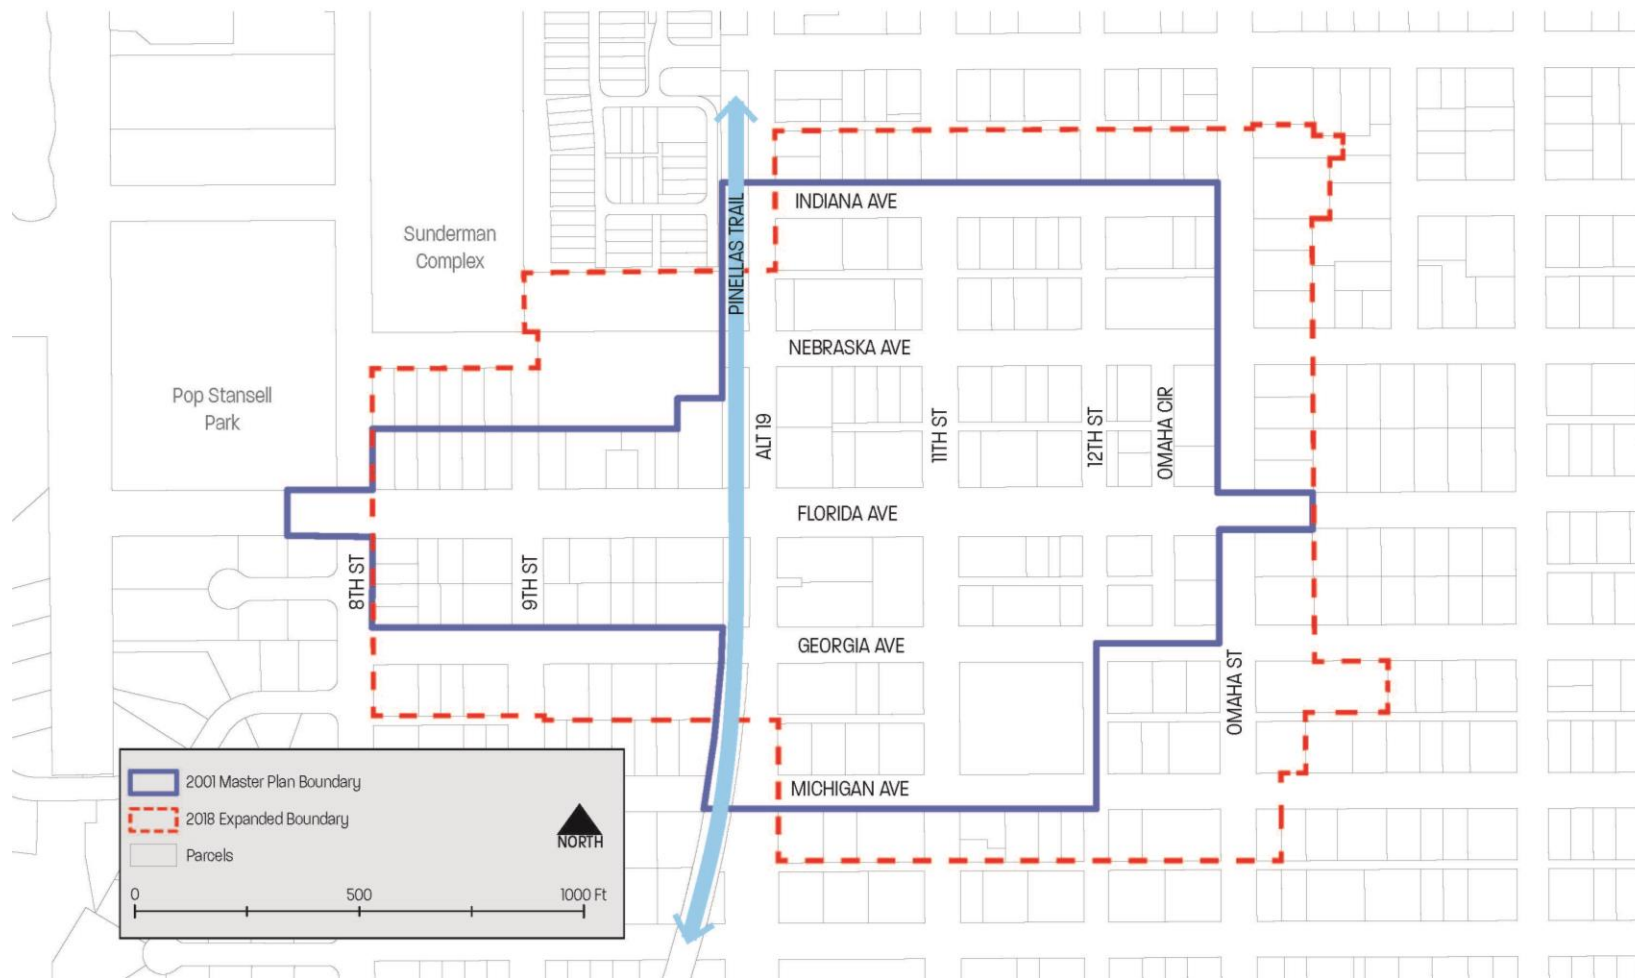 INDIANA AVE
PINELLAS TRAIL
Sunderman
Complex
NEBRASKA AVE
Pop Stansell
Park
ALT 19
11TH ST
12TH ST
OMAHA CIR
FLORIDA AVE
8TH ST
9TH ST
GEORGIA AVE
OMAHA ST
MICHIGAN AVE
2001 Master Plan Boundary
2018 Expanded Boundary
Parcels
NORTH
0 500 1000 Ft